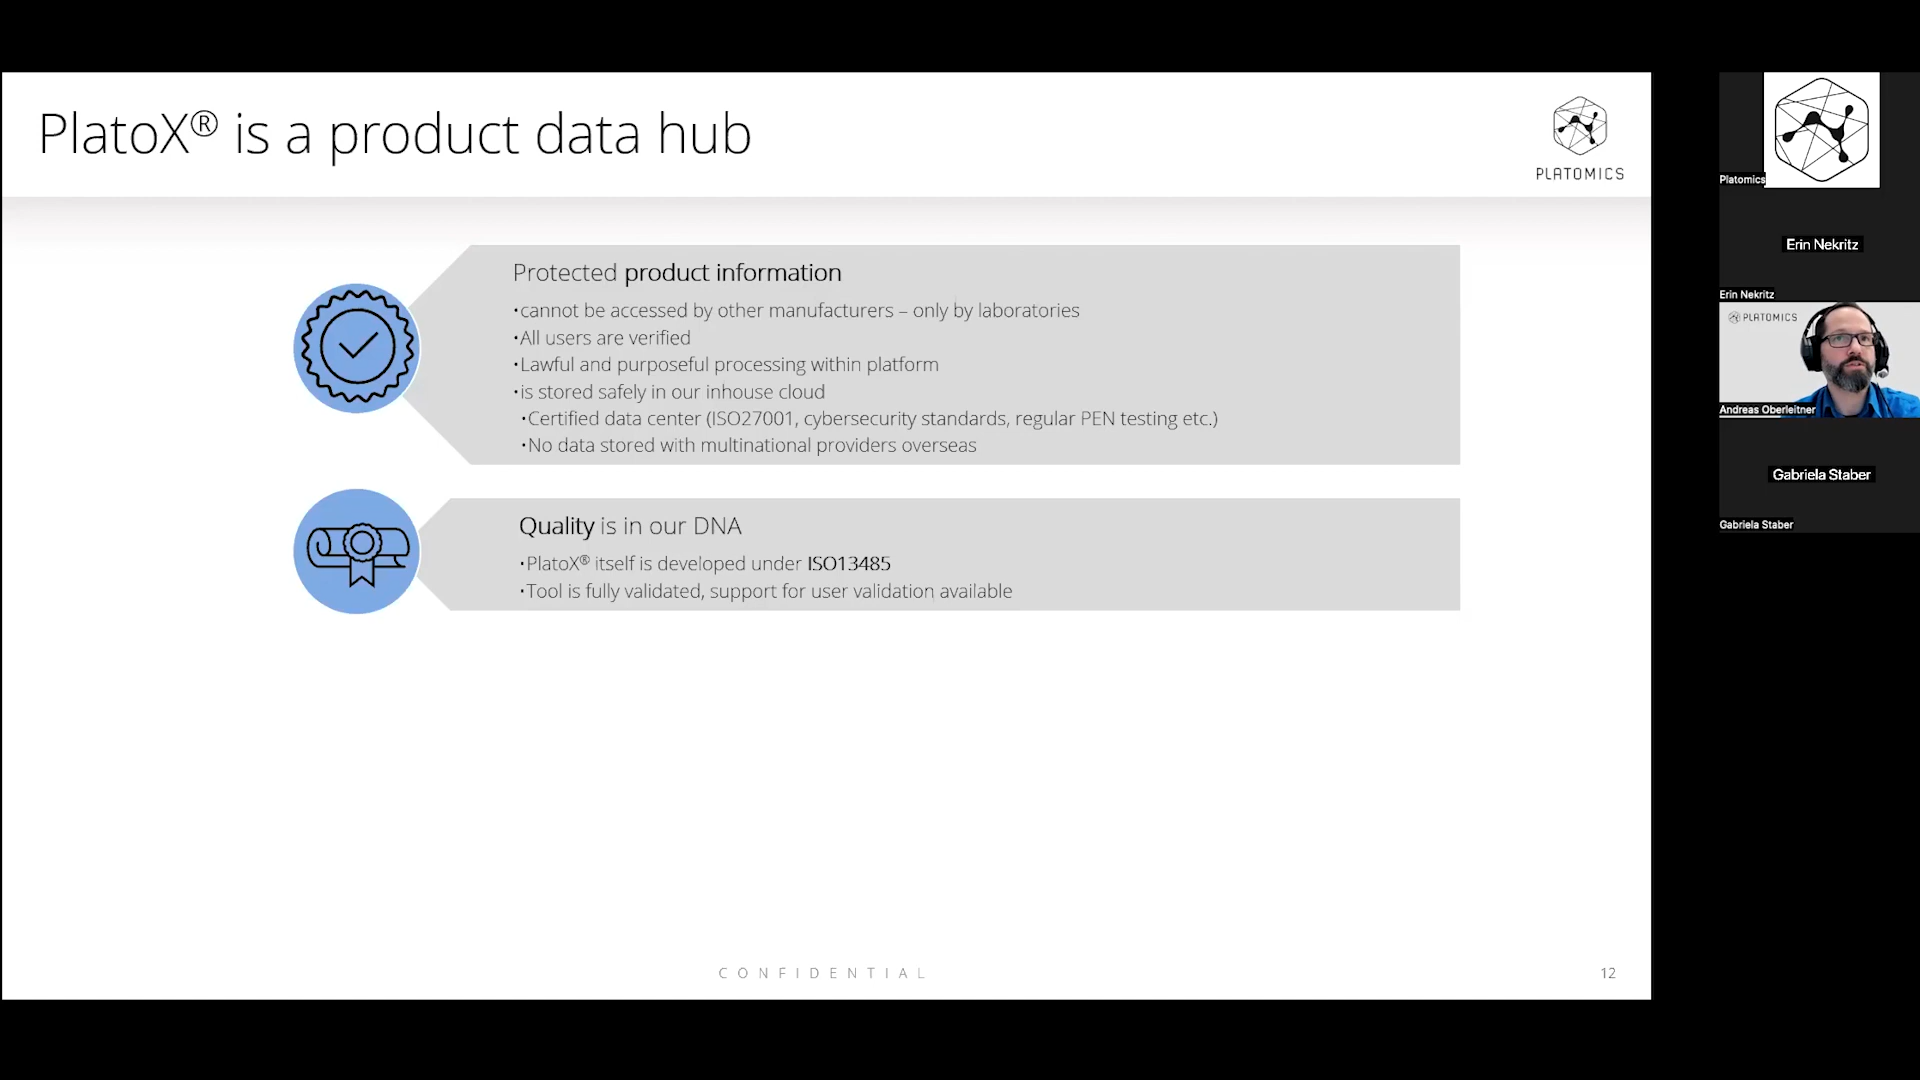 PlatoX® is a product data hub
PLATOMICS
Protected product information
•cannot be accessed by other manufacturers – only by laboratories
•All users are verified
•Lawful and purposeful processing within platform
•is stored safely in our inhouse cloud
•Certified data center (ISO27001, cybersecurity standards, regular PEN testing etc.)
•No data stored with multinational providers overseas
Quality is in our DNA
•PlatoX® itself is developed under ISO13485
•Tool is fully validated, support for user validation available
CONFIDENTIAL
12
Platomics
Erin Nekritz
Erin Nekritz
PLATOMICS
Andreas Oberleitner
Gabriela Staber
Gabriela Staber